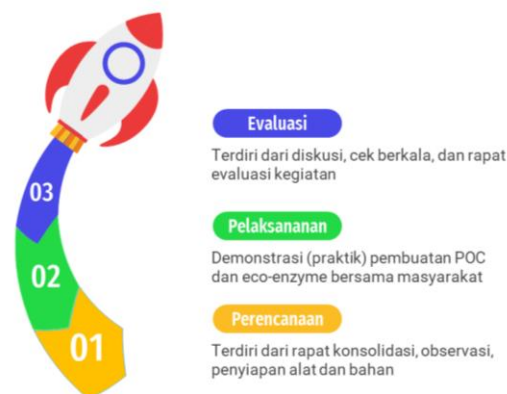 03
Evaluasi
Terdiri dari diskusi, cek berkala, dan rapat
evaluasi kegiatan
02
Pelaksananan
Demonstrasi (praktik) pembuatan POC
dan eco-enzyme bersama masyarakat
01
Perencanaan
Terdiri dari rapat konsolidasi, observasi,
penyiapan alat dan bahan